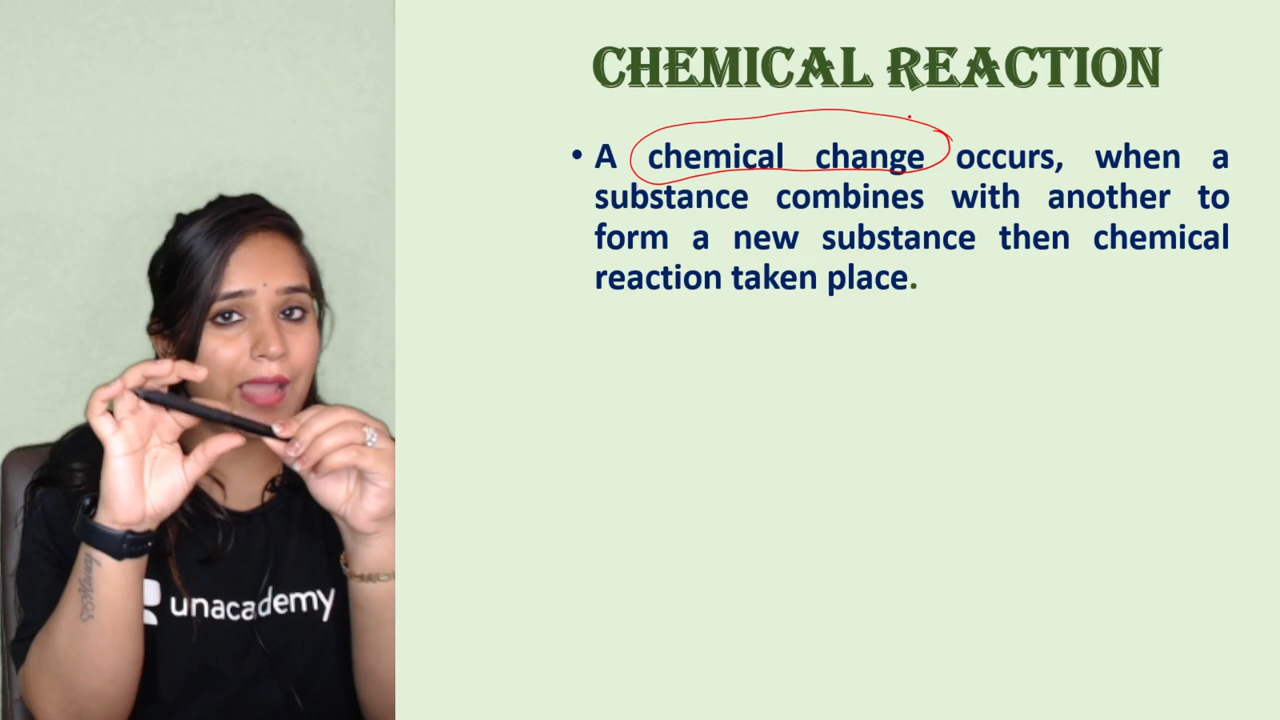 CHEMICAL REACTION
• A chemical change occurs, when a
substance combines with another to
form a new substance then chemical
reaction taken place.
unacademy